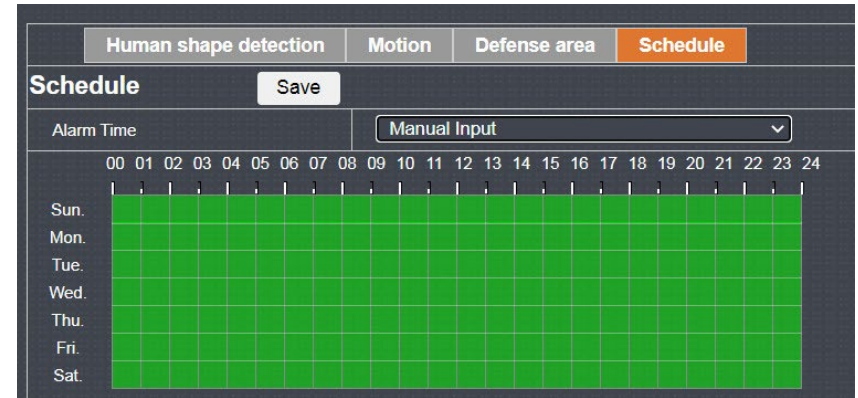 Human shape detection Motion Defense area Schedule
Schedule Save
Alarm Time Manual Input
00 01 02 03 04 05 06 07 08 09 10 11 12 13 14 15 16 17 18 19 20 21 22 23 24
Sun.
Mon.
Tue.
Wed.
Thu.
Fri.
Sat.